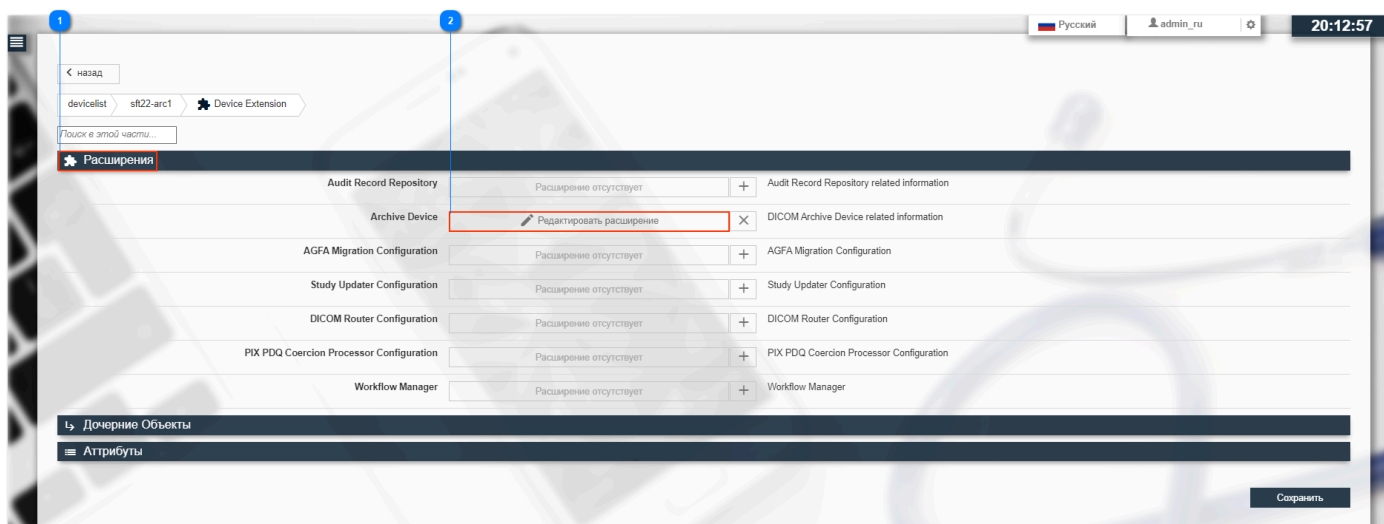 1 2
Русский admin_ru 20:12:57
назад
devicelist sft22-arc1 Device Extension
Поиск в этой части...
Расширения
Audit Record Repository Расширение отсутствует + Audit Record Repository related information
Archive Device Редактировать расширение × DICOM Archive Device related information
AGFA Migration Configuration Расширение отсутствует + AGFA Migration Configuration
Study Updater Configuration Расширение отсутствует + Study Updater Configuration
DICOM Router Configuration Расширение отсутствует + DICOM Router Configuration
PIX PDQ Coercion Processor Configuration Расширение отсутствует + PIX PDQ Coercion Processor Configuration
Workflow Manager Расширение отсутствует + Workflow Manager
Дочерние Объекты
Аттрибуты
Сохранить